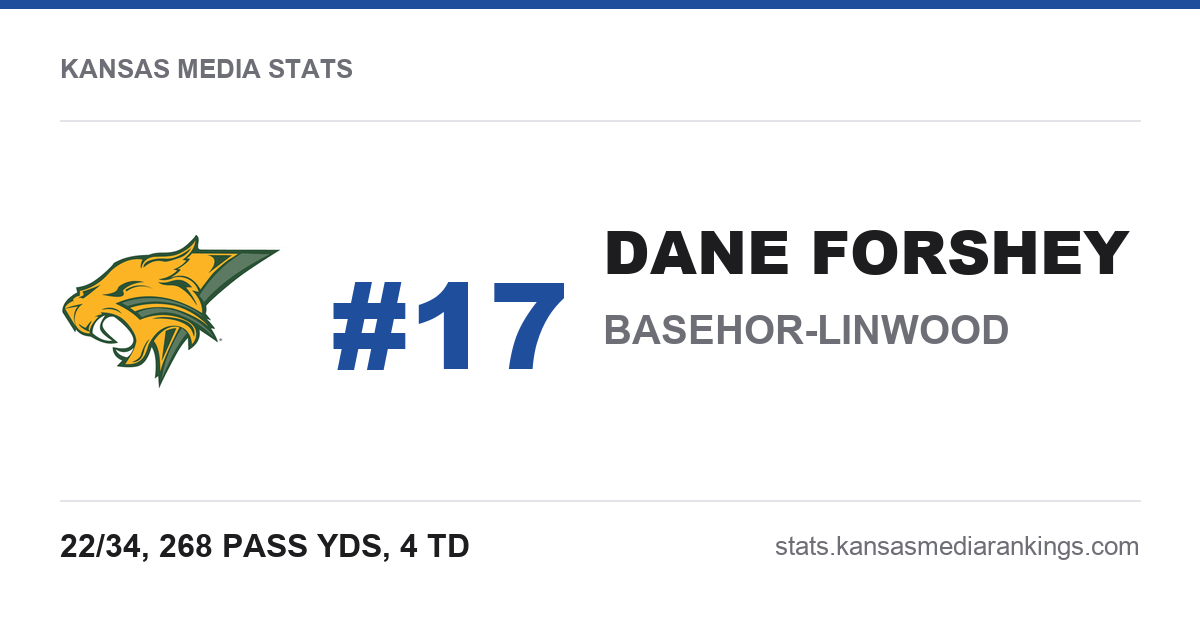 KANSAS MEDIA STATS
#17
DANE FORSHEY
BASEHOR-LINWOOD
22/34, 268 PASS YDS, 4 TD
stats.kansasmediarankings.com